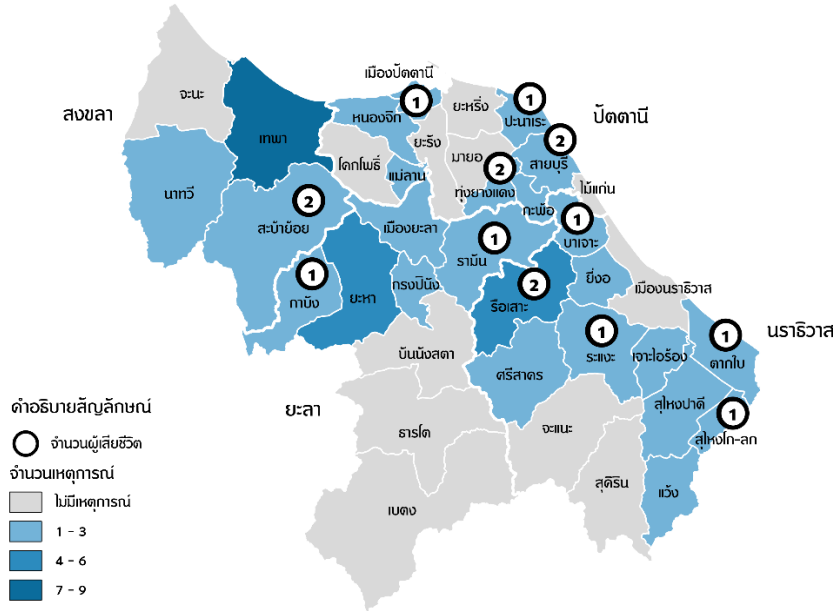 เมืองปัตตานี
จะนะ
สงขลา
ยะหริ่ง
1
1
ปัตตานี
หนองจิก
ปะนาเระ
เทพา
ยะรัง
2
มายอ
โคกโพธิ์
สายบุรี
2
แม่ลาน
ทุ่งยางแดง
ไม้แก่น
นาทวี
2
กะพ้อ
1
สะบ้าย้อย
เมืองยะลา
1
บาเจาะ
รามัน
1
กาบัง
ยะหา
กรงปินัง
2
ยี่งอ
เมืองนราธิวาส
รือเสาะ
นราธิวาส
1
1
บันนังสตา
ระแงะ
เจาะไอร้อง
ตากใบ
ศรีสาคร
ยะลา
สุไหงปาดี
1
คำอธิบายสัญลักษณ์
จำนวนผู้เสียชีวิต
ธารโต
จะแนะ
สุไหงโก-ลก
จำนวนเหตุการณ์
ไม่มีเหตุการณ์
สุคิริน
แว้ง
เบตง
1 - 3
4 - 6
7 - 9